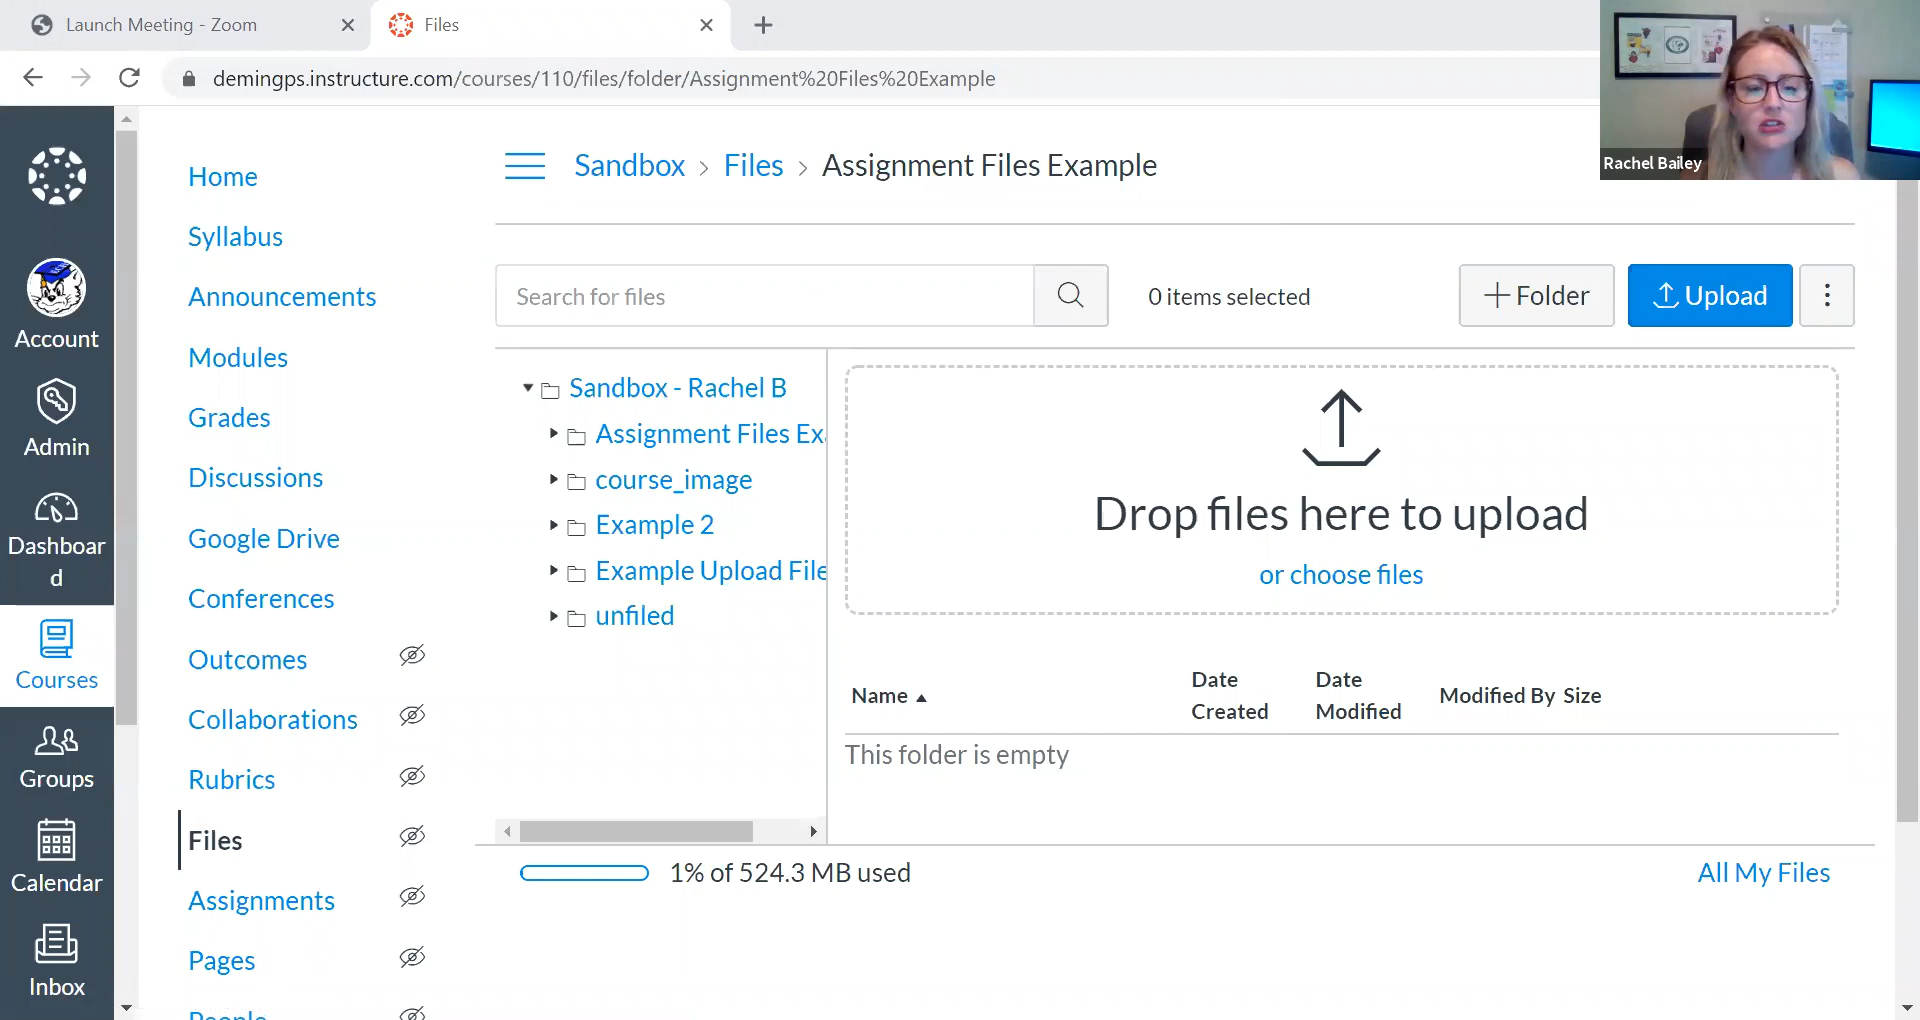 Launch Meeting - Zoom
Files
demingps.instructure.com/courses/110/files/folder/Assignment%20Files%20Example
Rachel Bailey
Account
Admin
Dashboar
d
Courses
Groups
Calendar
Inbox
Home
Syllabus
Announcements
Modules
Grades
Discussions
Google Drive
Conferences
Outcomes
Collaborations
Rubrics
Files
Assignments
Pages
People
Sandbox > Files > Assignment Files Example
Search for files
0 items selected
+ Folder
Upload
Sandbox - Rachel B
Assignment Files Ex
course_image
Example 2
Example Upload File
unfiled
Drop files here to upload
or choose files
Name
Date Created
Date Modified
Modified By
Size
This folder is empty
1% of 524.3 MB used
All My Files